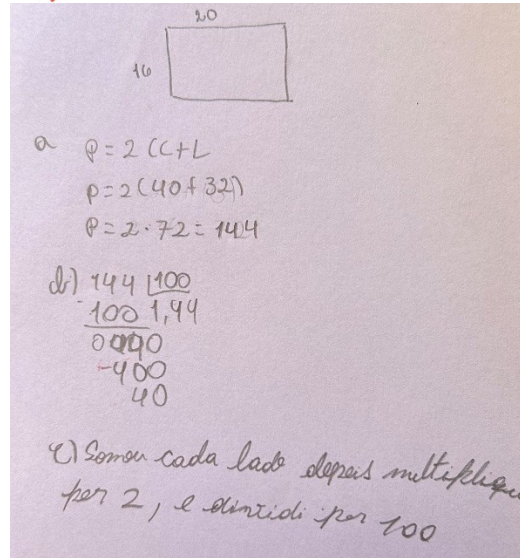 20
16
a P = 2 (C+L
P = 2 (40 + 32)
P = 2 · 72 = 144
b) 144 100
- 100 1,44
0440
- 400
40
c) Somou cada lado depois multiplique
por 2, e dividi por 100